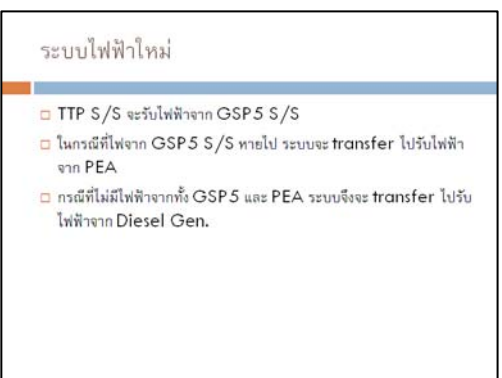 ระบบไฟฟ้าใหม่
TTP S/S จะรับไฟฟ้าจาก GSP5 S/S
ในกรณีที่ไฟจาก GSP5 S/S หายไป ระบบจะ transfer ไปรับไฟฟ้า
จาก PEA
กรณีที่ไม่มีไฟฟ้าจากทั้ง GSP5 และ PEA ระบบจึงจะ transfer ไปรับ
ไฟฟ้าจาก Diesel Gen.